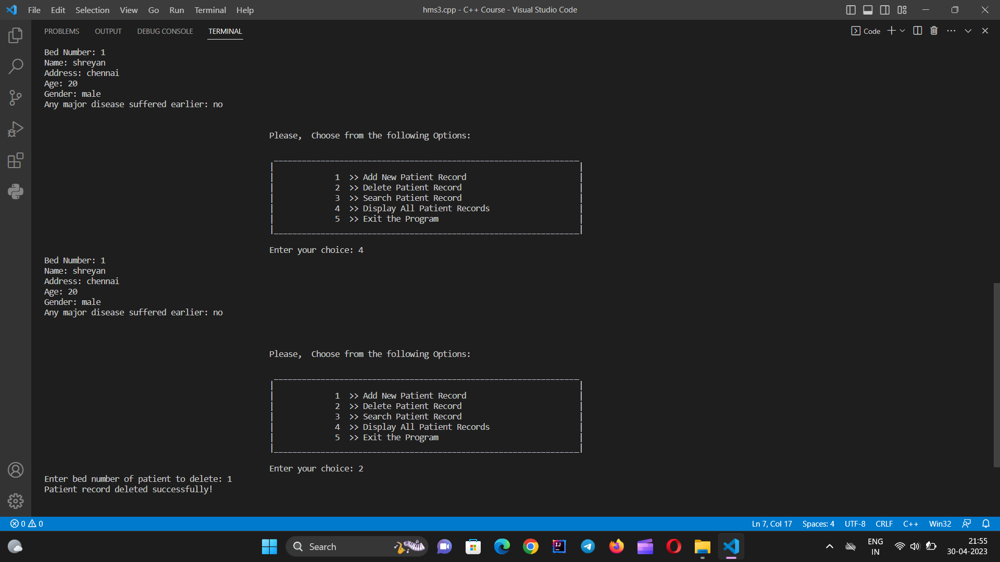 File Edit Selection View Go Run Terminal Help hms3.cpp - C++ Course - Visual Studio Code
PROBLEMS OUTPUT DEBUG CONSOLE TERMINAL Code
Bed Number: 1
Name: shreyan
Address: chennai
Age: 20
Gender: male
Any major disease suffered earlier: no
Please,  Choose from the following Options:
1  >> Add New Patient Record
2  >> Delete Patient Record
3  >> Search Patient Record
4  >> Display All Patient Records
5  >> Exit the Program
Enter your choice: 4
Bed Number: 1
Name: shreyan
Address: chennai
Age: 20
Gender: male
Any major disease suffered earlier: no
Please,  Choose from the following Options:
1  >> Add New Patient Record
2  >> Delete Patient Record
3  >> Search Patient Record
4  >> Display All Patient Records
5  >> Exit the Program
Enter your choice: 2
Enter bed number of patient to delete: 1
Patient record deleted successfully!
0 0 Ln 7, Col 17 Spaces: 4 UTF-8 CRLF C++ Win32
Search IJ ENG 21:55
IN 30-04-2023